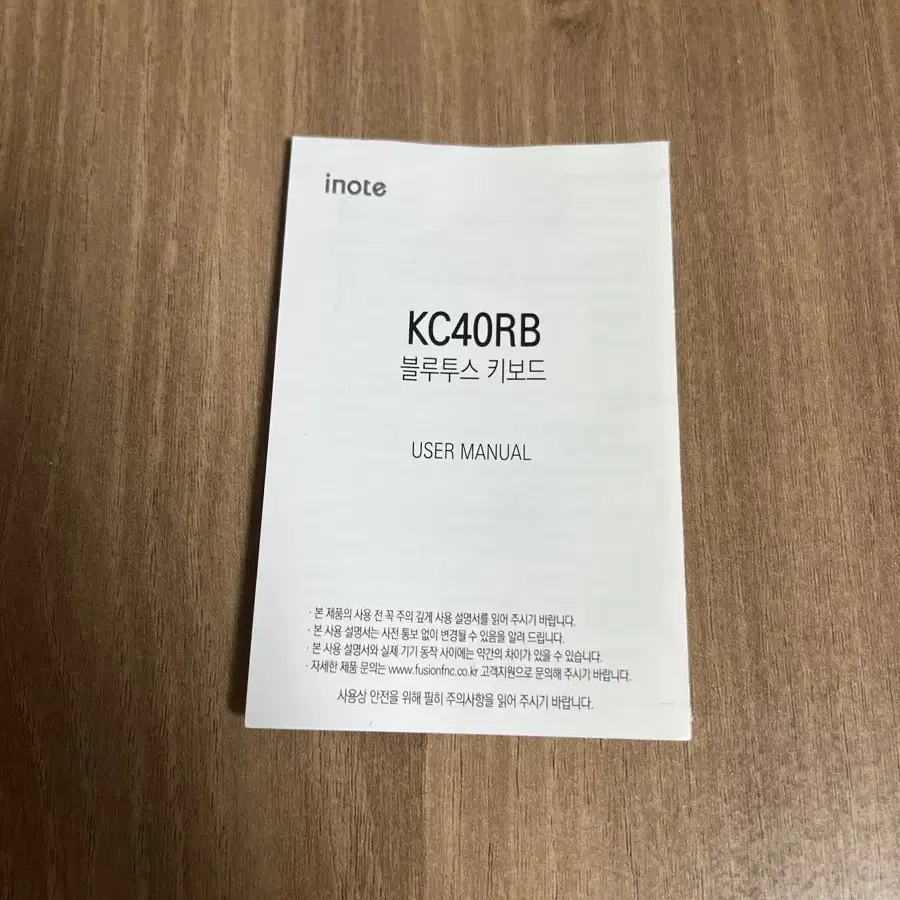 inote
KC40RB
블루투스 키보드
USER MANUAL
· 본 제품의 사용 전 꼭 주의 깊게 사용 설명서를 읽어 주시기 바랍니다.
· 본 사용 설명서는 사전 통보 없이 변경될 수 있음을 알려 드립니다.
· 본 사용 설명서와 실제 기기 동작 사이에는 약간의 차이가 있을 수 있습니다.
· 자세한 제품 문의는 www.fusionfnc.co.kr 고객지원으로 문의해 주시기 바랍니다.
사용상 안전을 위해 필히 주의사항을 읽어 주시기 바랍니다.